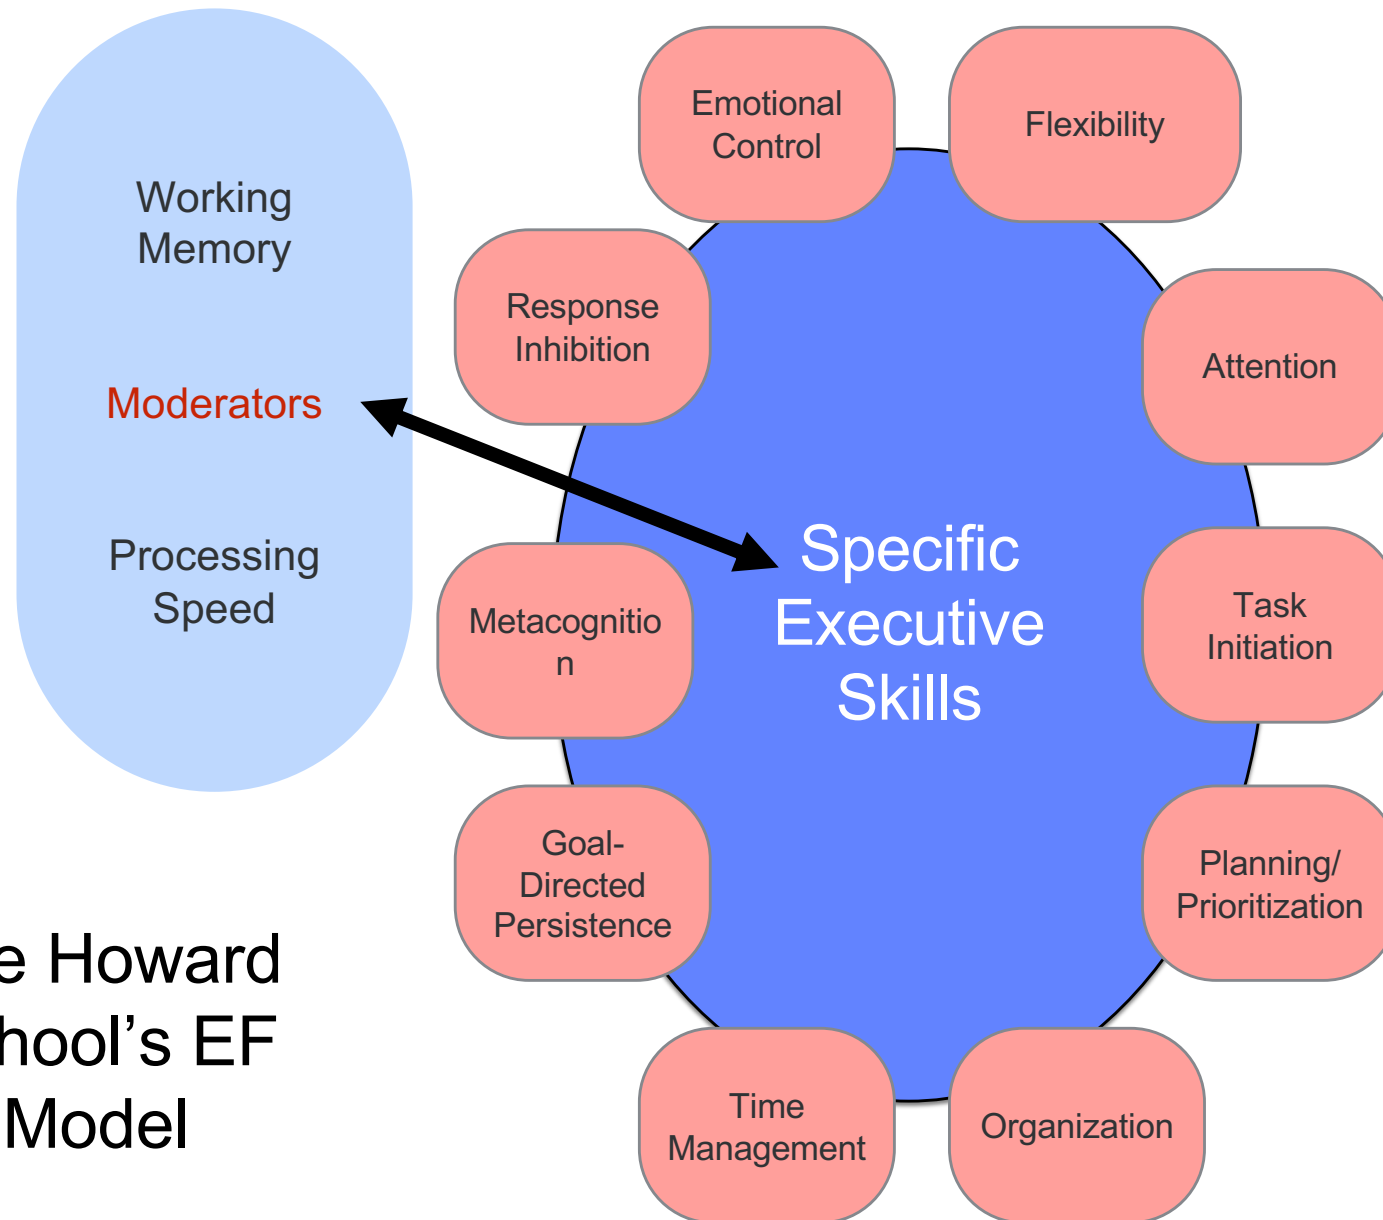 Working
Memory
Moderators
Processing
Speed
Emotional
Control
Flexibility
Response
Inhibition
Attention
Metacognitio
n
Specific
Executive
Skills
Task
Initiation
Goal-
Directed
Persistence
Planning/
Prioritization
Time
Management
Organization
e Howard
hool’s EF
Model